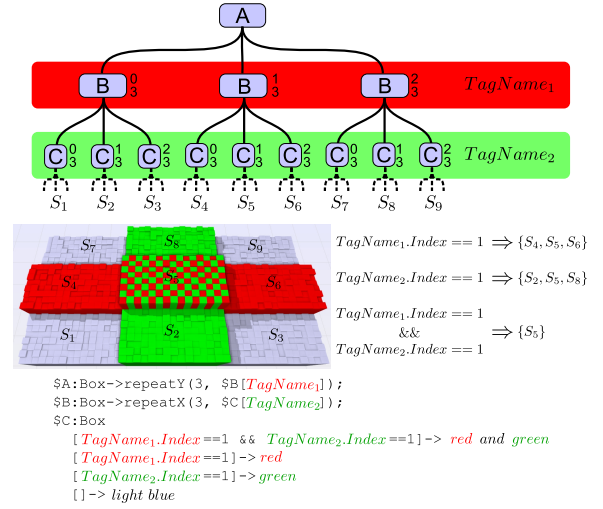 A
B 0 3 B 1 3 B 2 3 TagName₁
C 0 3 C 1 3 C 2 3 C 0 3 C 1 3 C 2 3 C 0 3 C 1 3 C 2 3 TagName₂
S₁ S₂ S₃ S₄ S₅ S₆ S₇ S₈ S₉
S₇ S₈ S₉
S₄ S₅ S₆
S₁ S₂ S₃
TagName₁.Index == 1 ⇒ {S₄, S₅, S₆}
TagName₂.Index == 1 ⇒ {S₂, S₅, S₈}
TagName₁.Index == 1
&& ⇒ {S₅}
TagName₂.Index == 1
$A:Box->repeatY(3, $B[TagName₁]);
$B:Box->repeatX(3, $C[TagName₂]);
$C:Box
[TagName₁.Index==1 && TagName₂.Index==1]-> red and green
[TagName₁.Index==1]->red
[TagName₂.Index==1]->green
[]-> light blue